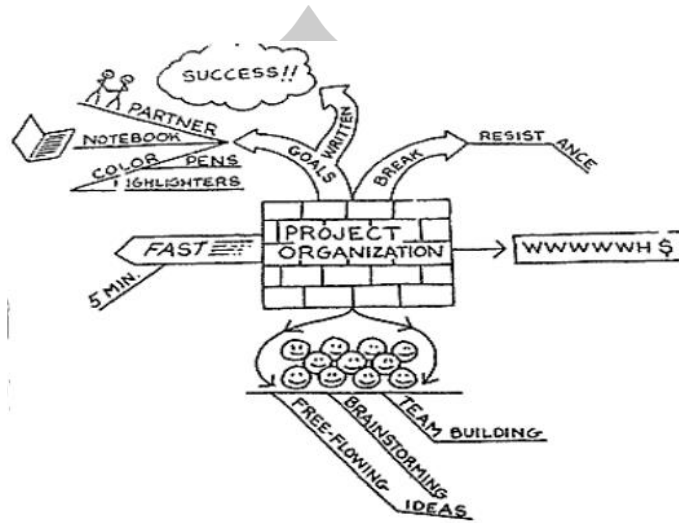 SUCCESS!!
PARTNER
NOTEBOOK
COLOR PENS
HIGHLIGHTERS
GOALS
WRITTEN
BREAK
RESIST ANCE
PROJECT
ORGANIZATION
FAST
5 MIN.
WWWWWH $
TEAM BUILDING
BRAINSTORMING
FREE-FLOWING IDEAS